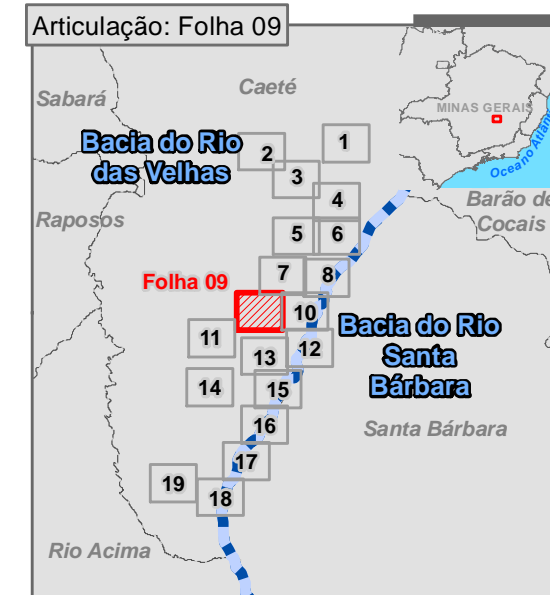 Articulação: Folha 09
Sabará
Caeté
MINAS GERAIS
Bacia do Rio
das Velhas
1
2
3
4
Barão de
Cocais
Raposos
5
6
7
8
Folha 09
10
Bacia do Rio
Santa
Bárbara
11
12
13
14
15
16
Santa Bárbara
17
19
18
Rio Acima